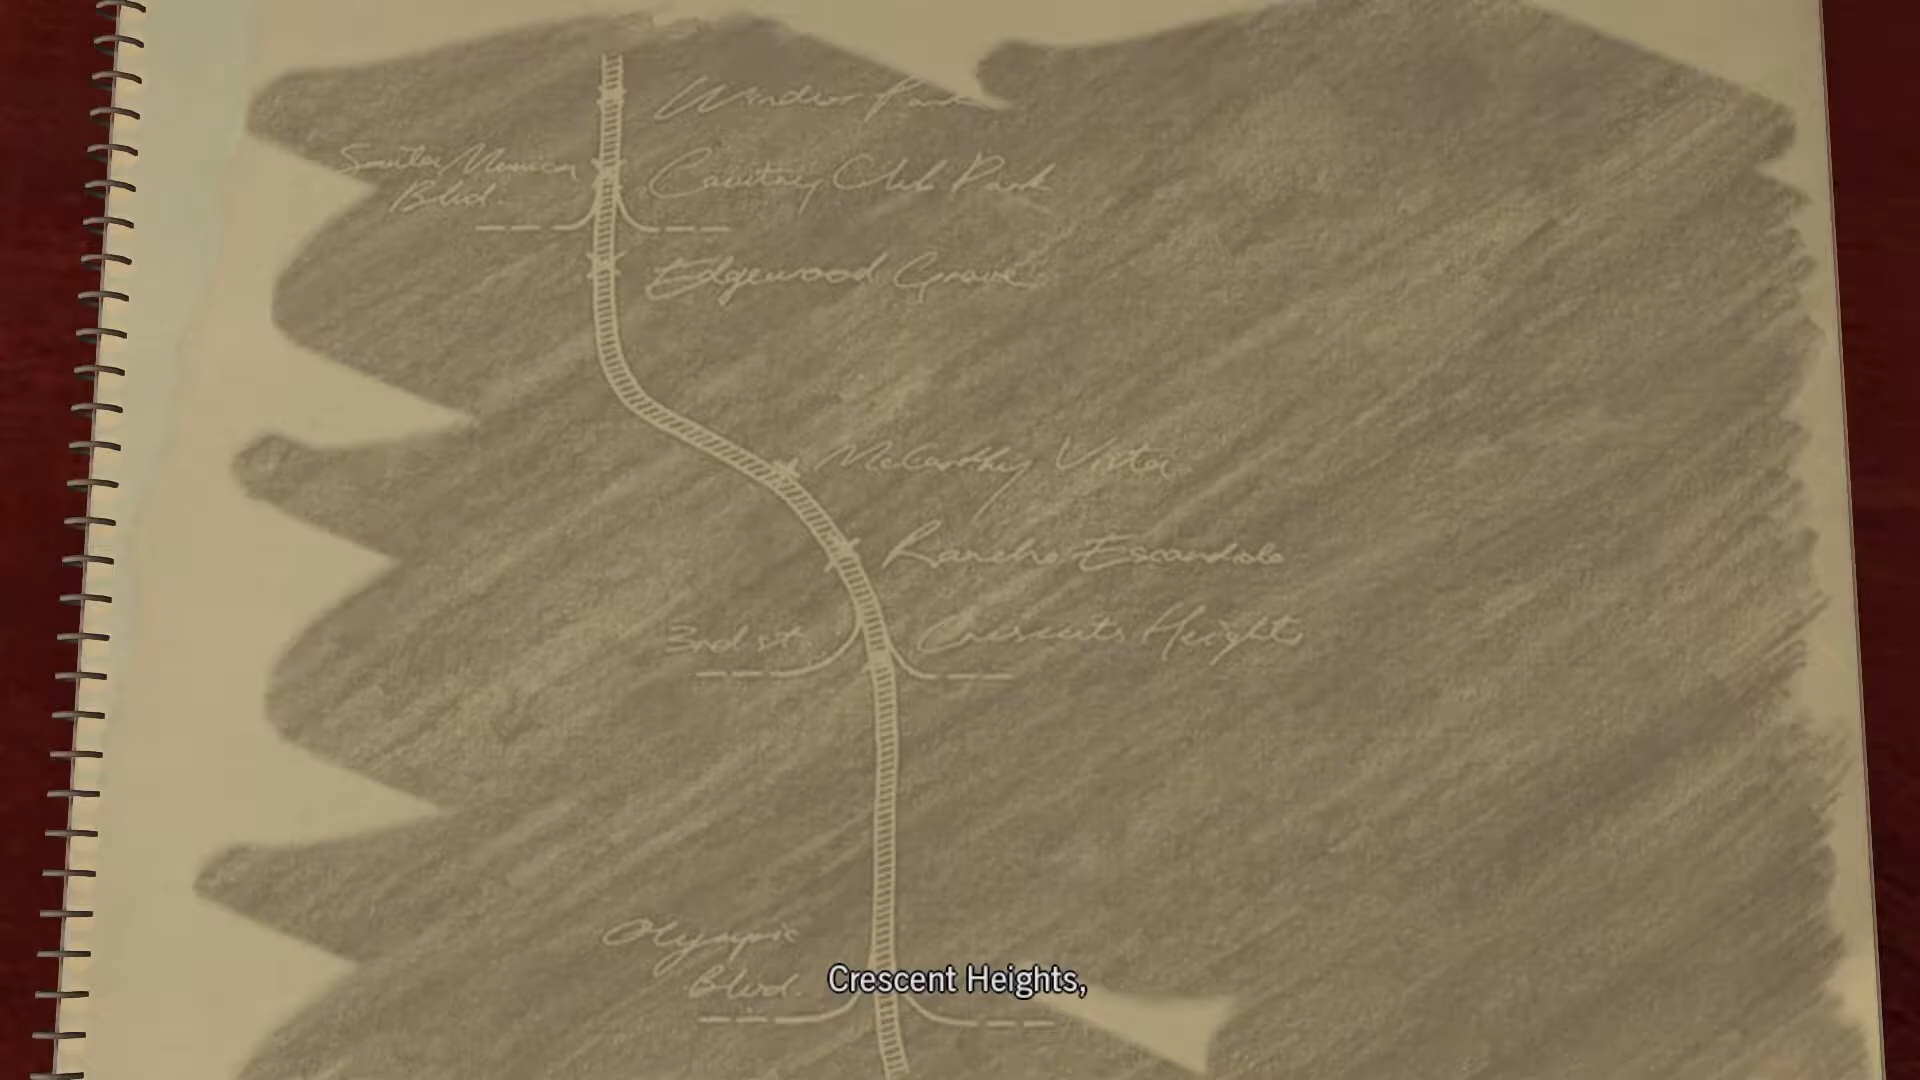 Windsor Park
Santa Monica
Blvd.
Country Club Park
Edgewood Grove
McCarthy Vista
Rancho Escondido
3rd st.
Crescents Heights
Olympic
Blvd.
Crescent Heights,